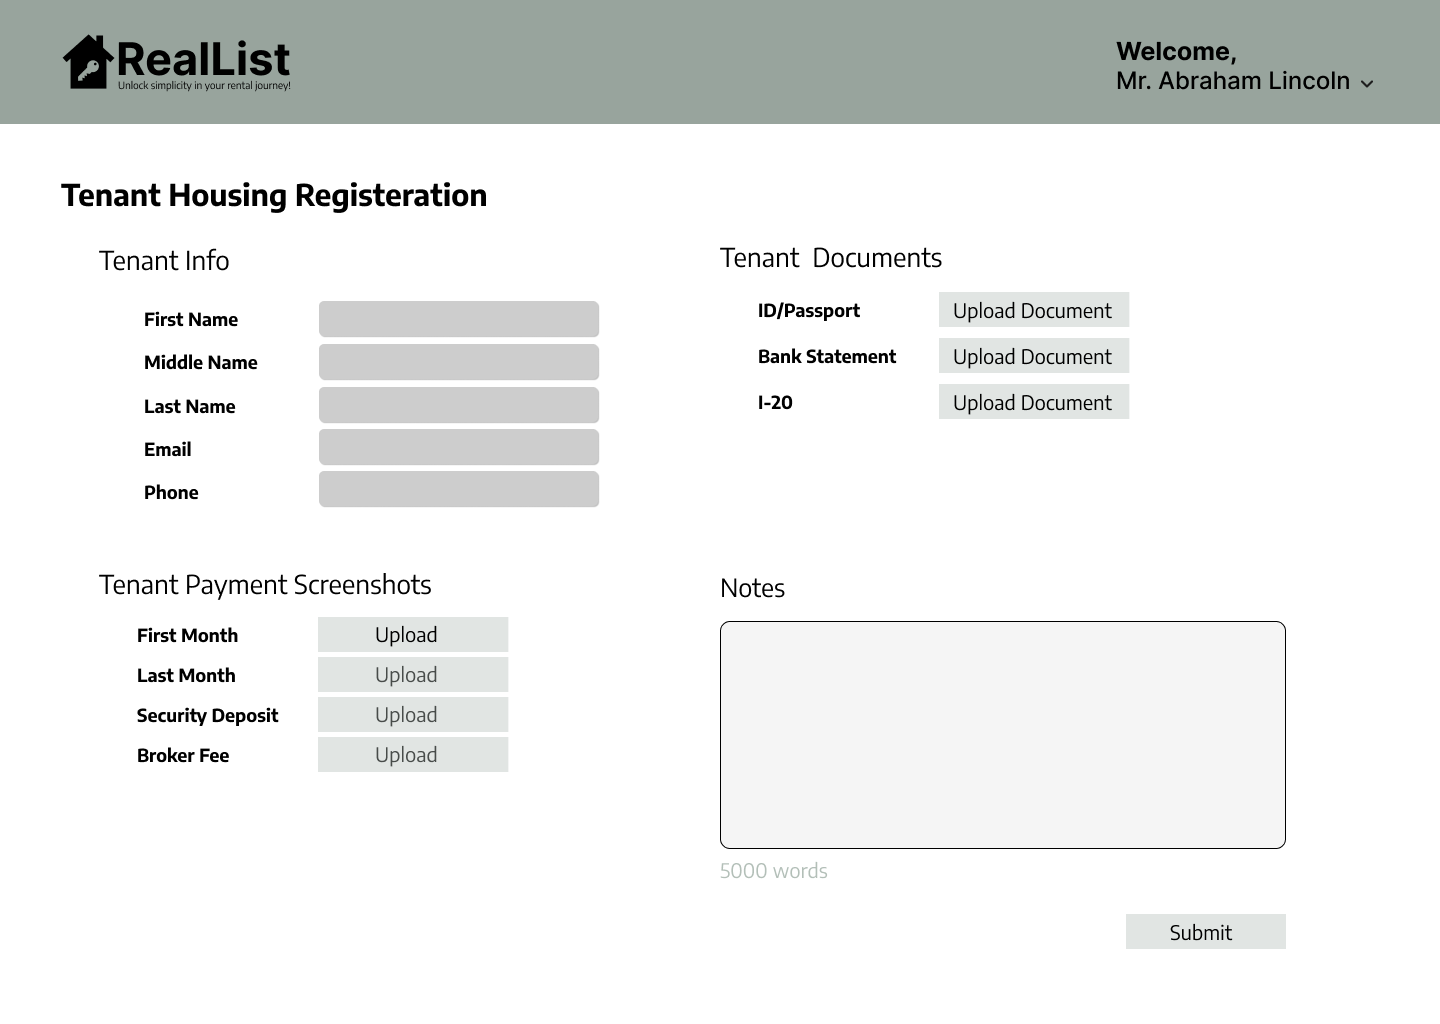 RealList
Unlock simplicity in your rental journey!
Welcome,
Mr. Abraham Lincoln
Tenant Housing Registeration
Tenant Info
First Name
Middle Name
Last Name
Email
Phone
Tenant  Documents
ID/Passport Upload Document
Bank Statement Upload Document
I-20 Upload Document
Tenant Payment Screenshots
First Month Upload
Last Month Upload
Security Deposit Upload
Broker Fee Upload
Notes
5000 words
Submit